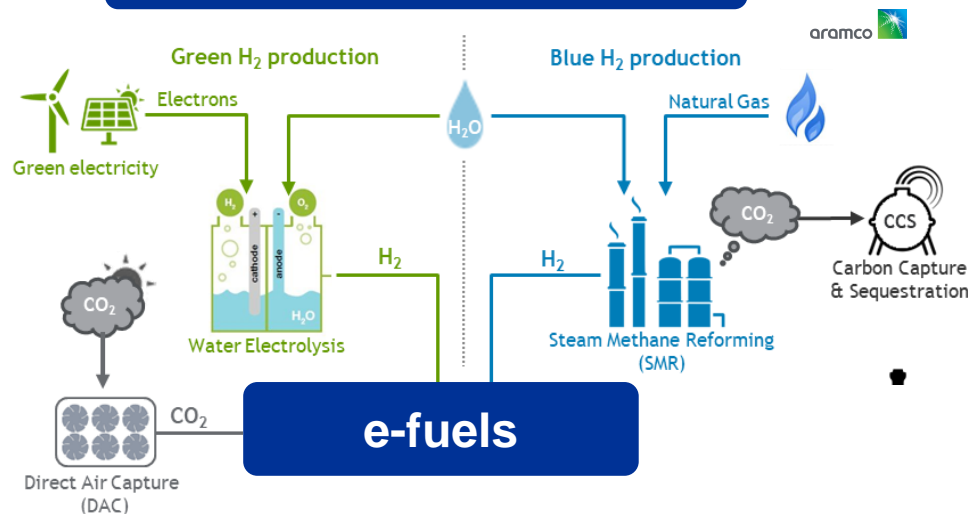 aramco
Green H₂ production
Blue H₂ production
Electrons
H₂O
Natural Gas
Green electricity
H₂
+
-
O₂
cathode
anode
H₂O
H₂
H₂
CO₂
CCS
Carbon Capture
& Sequestration
CO₂
Water Electrolysis
Steam Methane Reforming
(SMR)
CO₂
e-fuels
Direct Air Capture
(DAC)